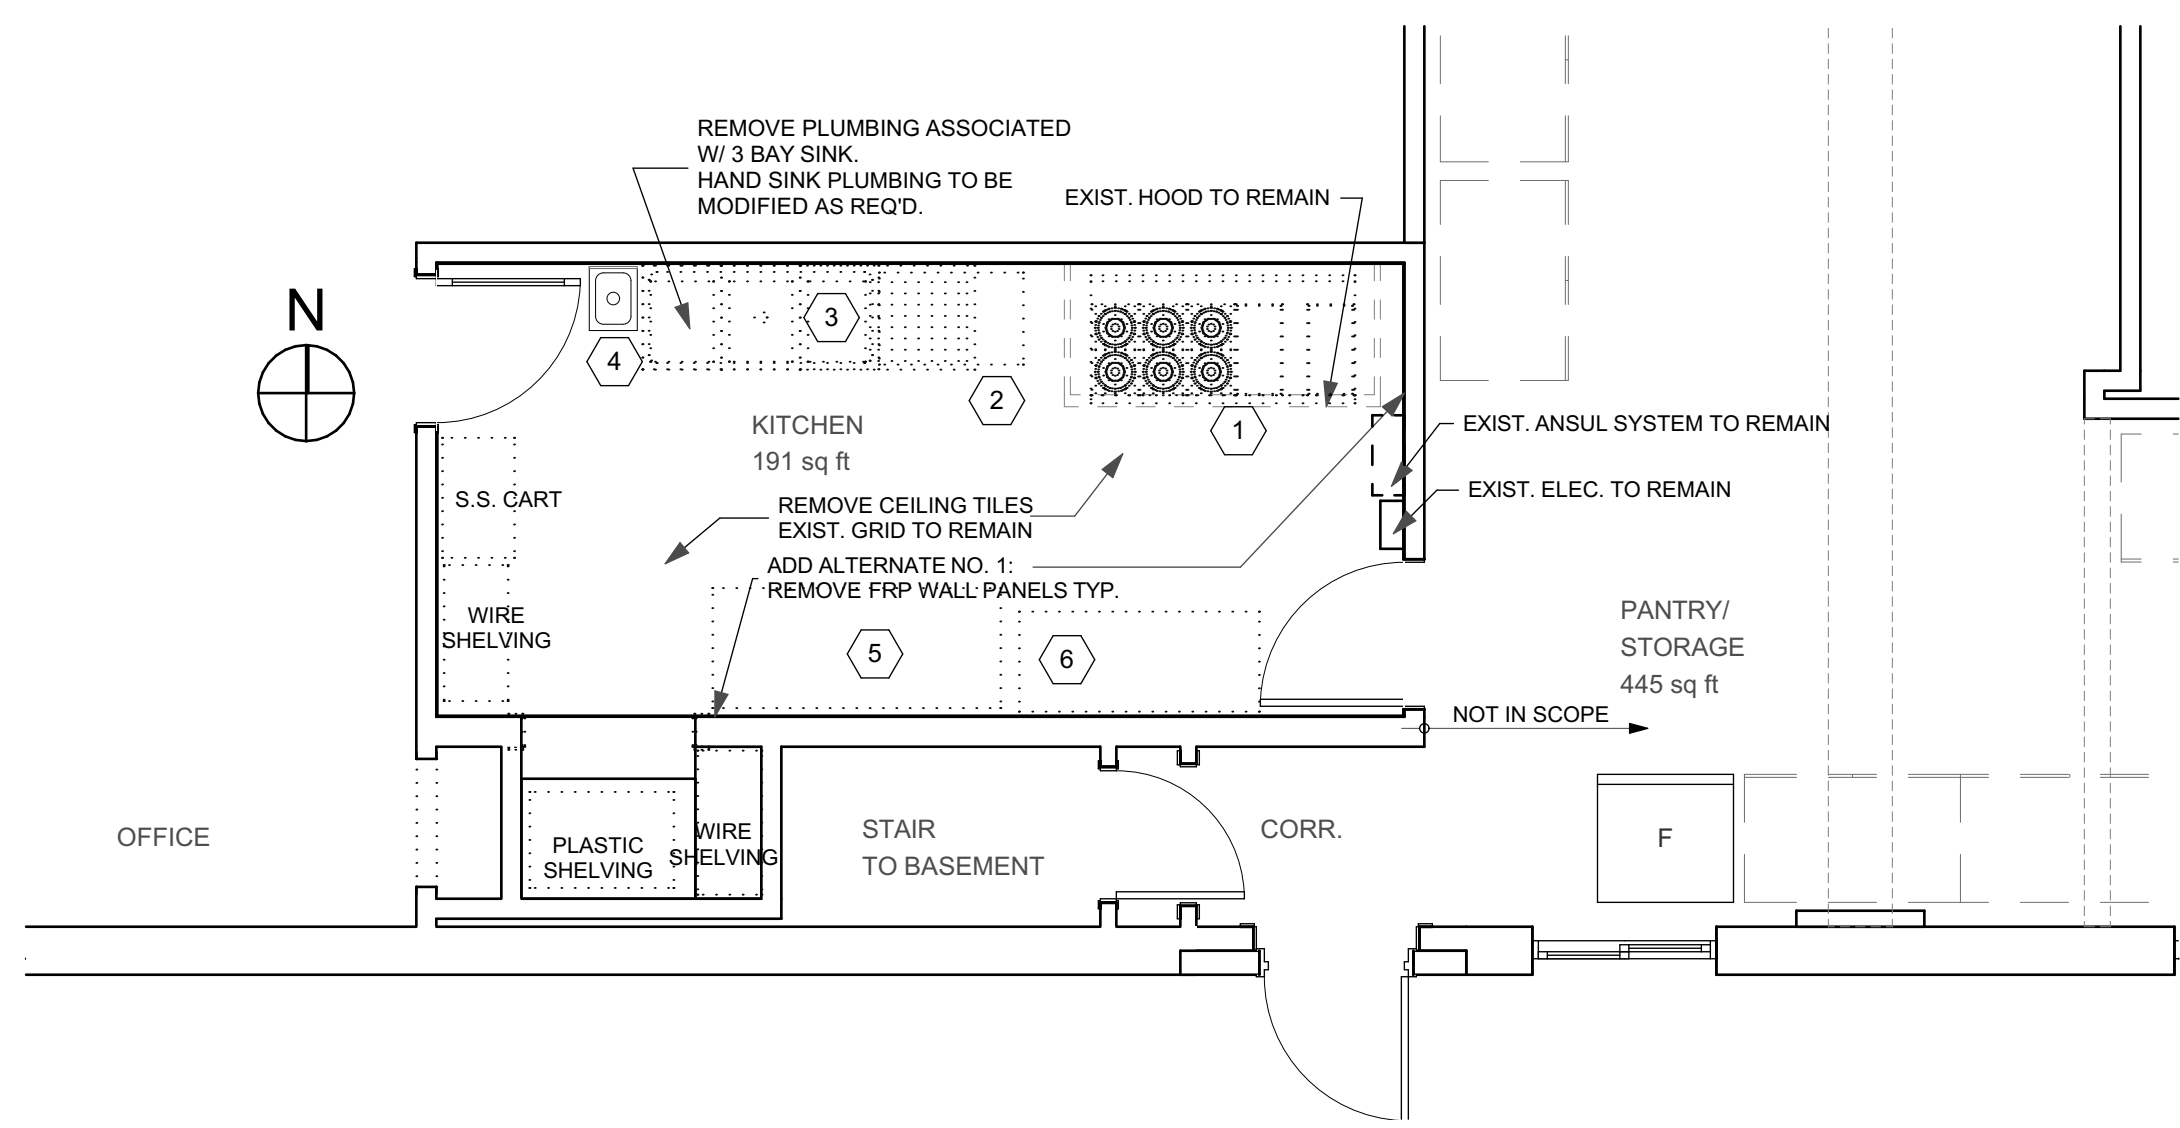 REMOVE PLUMBING ASSOCIATED
W/ 3 BAY SINK.
HAND SINK PLUMBING TO BE
MODIFIED AS REQ'D.
EXIST. HOOD TO REMAIN
N
3
4
2
1
KITCHEN
191 sq ft
EXIST. ANSUL SYSTEM TO REMAIN
EXIST. ELEC. TO REMAIN
S.S. CART
REMOVE CEILING TILES
EXIST. GRID TO REMAIN
ADD ALTERNATE NO. 1:
REMOVE FRP WALL PANELS TYP.
WIRE
SHELVING
5
6
PANTRY/
STORAGE
445 sq ft
NOT IN SCOPE
OFFICE
PLASTIC
SHELVING
WIRE
SHELVING
STAIR
TO BASEMENT
CORR.
F